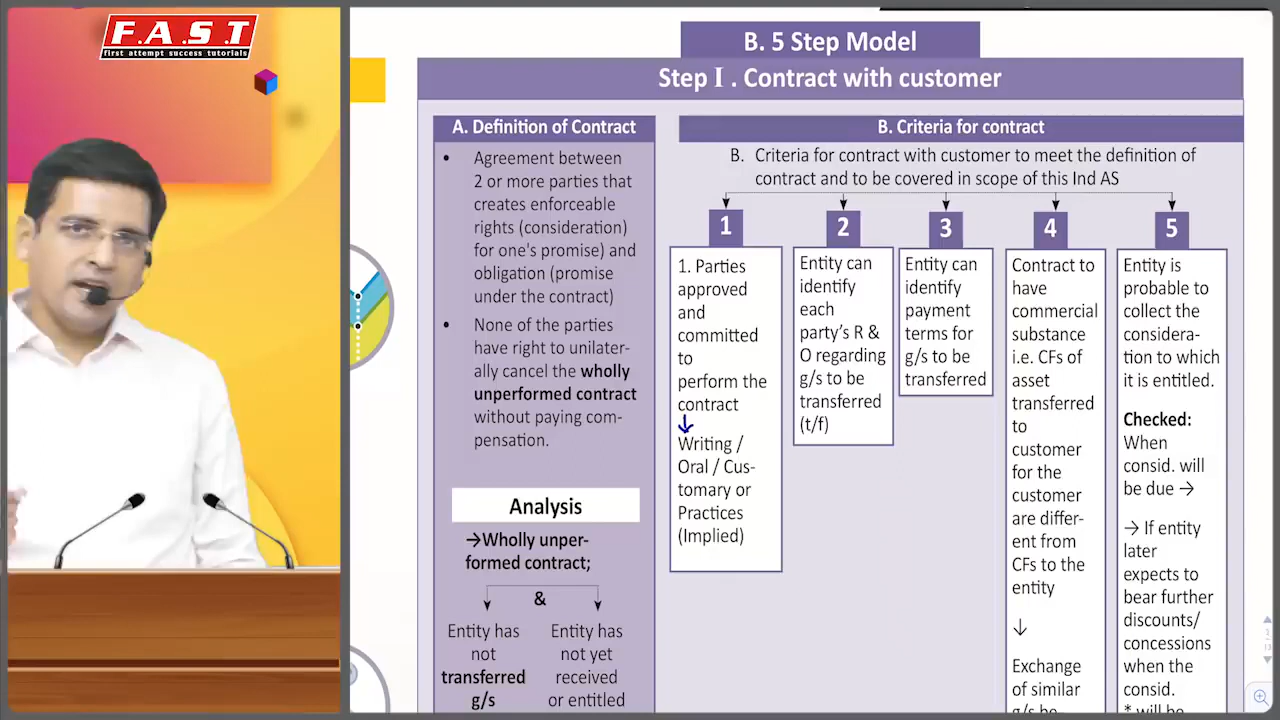 F.A.S.T
first attempt success tutorials
B. 5 Step Model
Step I . Contract with customer
A. Definition of Contract
• Agreement between
2 or more parties that
creates enforceable
rights (consideration)
for one's promise) and
obligation (promise
under the contract)
• None of the parties
have right to unilater-
ally cancel the wholly
unperformed contract
without paying com-
pensation.
Analysis
→Wholly unper-
formed contract;
&
Entity has
not
transferred
g/s
Entity has
not yet
received
or entitled
B. Criteria for contract
B. Criteria for contract with customer to meet the definition of
contract and to be covered in scope of this Ind AS
1
1. Parties
approved
and
committed
to
perform the
contract
↓
Writing /
Oral / Cus-
tomary or
Practices
(Implied)
2
Entity can
identify
each
party's R &
O regarding
g/s to be
transferred
(t/f)
3
Entity can
identify
payment
terms for
g/s to be
transferred
4
Contract to
have
commercial
substance
i.e. CFs of
asset
transferred
to
customer
for the
customer
are differ-
ent from
CFs to the
entity
↓
Exchange
of similar
g/s be
5
Entity is
probable to
collect the
considera-
tion to which
it is entitled.
Checked:
When
consid. will
be due →
→ If entity
later
expects to
bear further
discounts/
concessions
when the
consid.
* will be